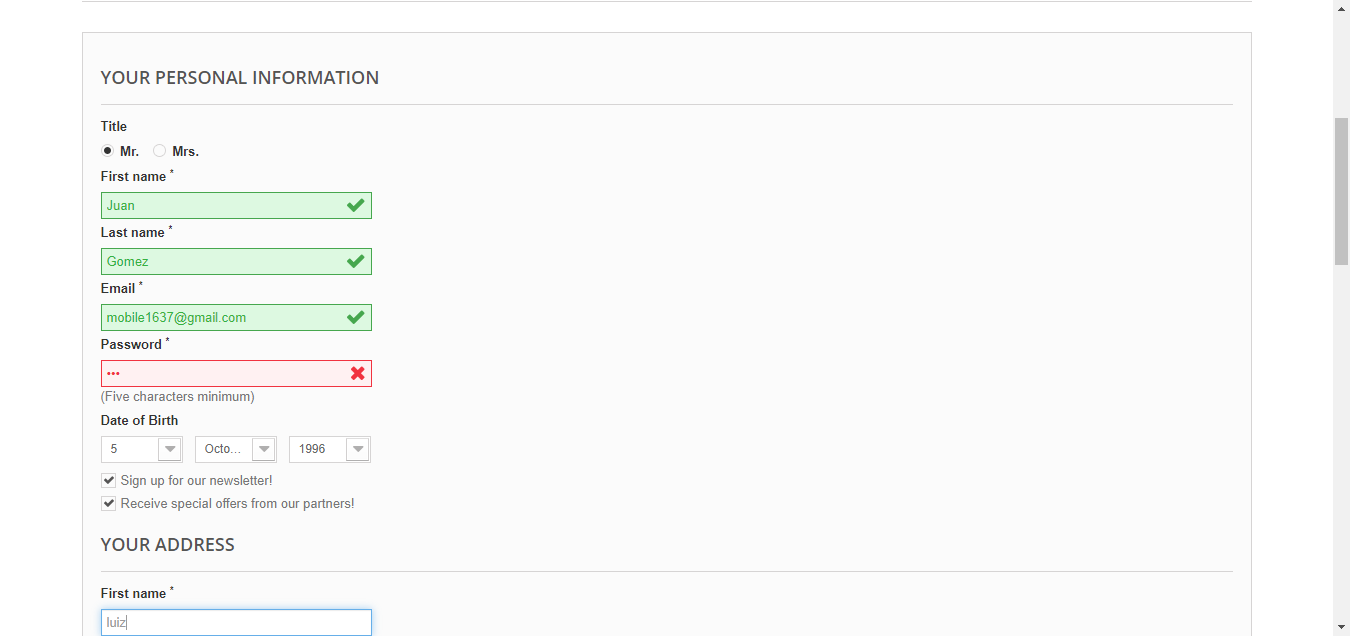 YOUR PERSONAL INFORMATION
Title
Mr. Mrs.
First name *
Juan
Last name *
Gomez
Email *
mobile1637@gmail.com
Password *
•••
(Five characters minimum)
Date of Birth
5 Octo... 1996
Sign up for our newsletter!
Receive special offers from our partners!
YOUR ADDRESS
First name *
luiz